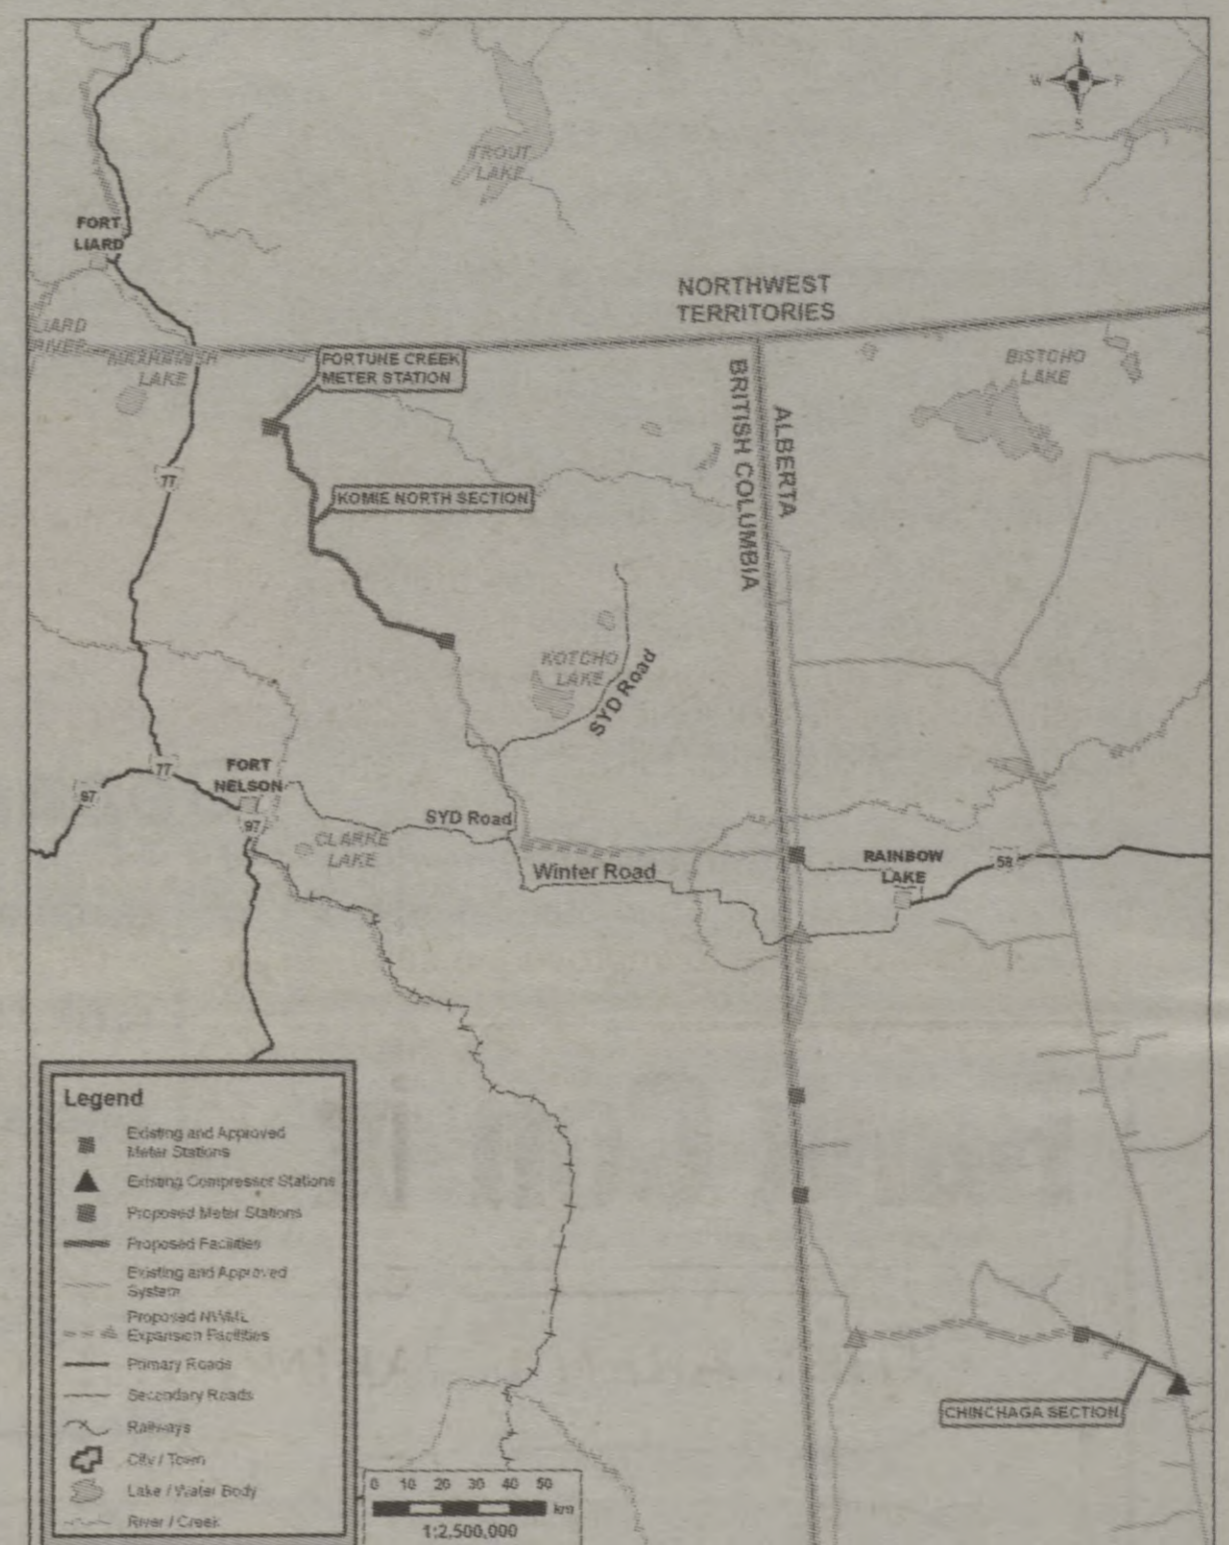 N
W
S
TROUT
LAKE
FORT
LIARD
NORTHWEST
TERRITORIES
LIARD
RIVER
MAXHAMISH
LAKE
FORTUNE CREEK
METER STATION
BISTCHO
LAKE
BRITISH COLUMBIA
ALBERTA
77
KOMIE NORTH SECTION
KOTCHO
LAKE
SYD Road
77
97
FORT
NELSON
97
SYD Road
CLARKE
LAKE
Winter Road
RAINBOW
LAKE
58
CHINCHAGA SECTION
Legend
Existing and Approved
Meter Stations
Existing Compressor Stations
Proposed Meter Stations
Proposed Facilities
Existing and Approved
System
Proposed NWML
Expansion Facilities
Primary Roads
Secondary Roads
Railways
City / Town
Lake / Water Body
River / Creek
0 10 20 30 40 50
km
1:2,500,000